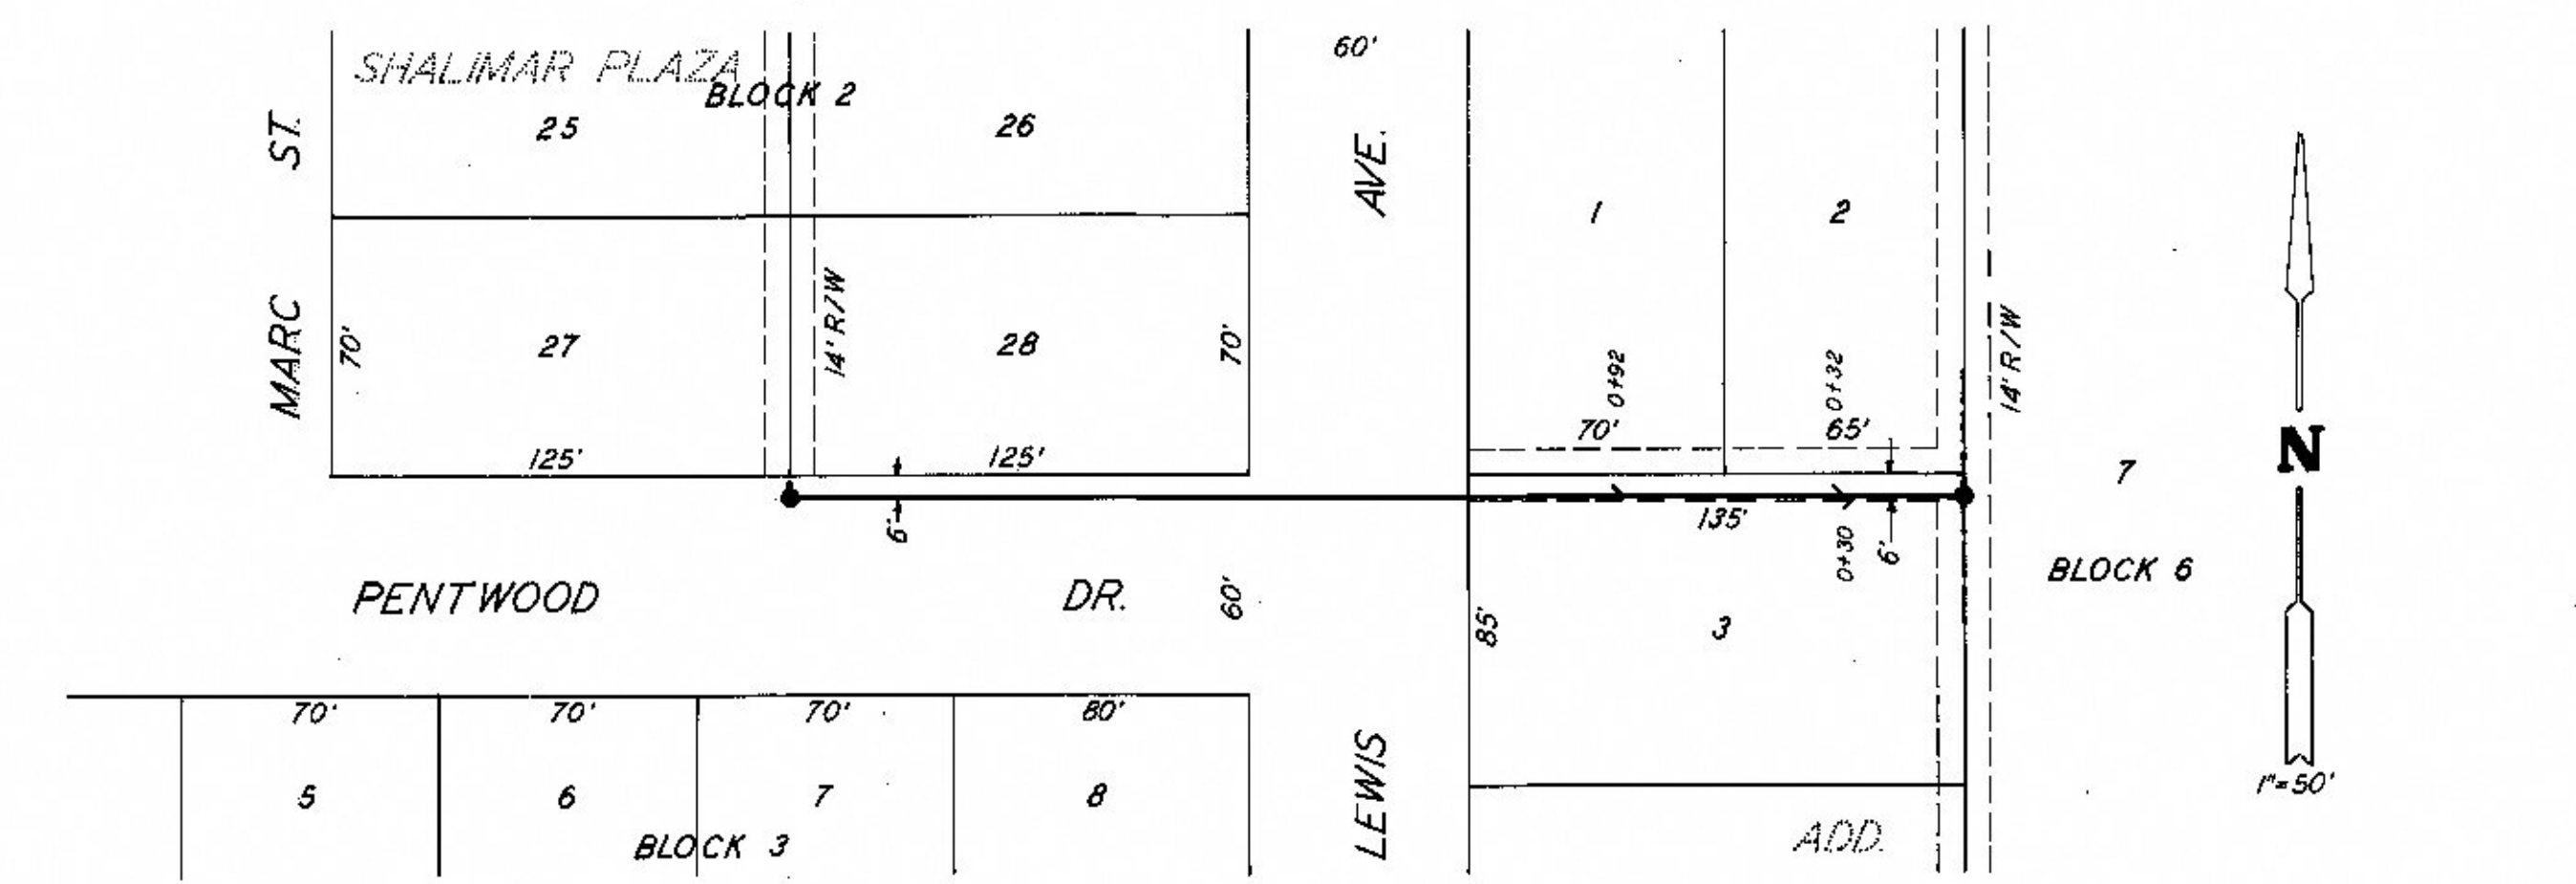 SHALIMAR PLAZA
BLOCK 2
25
26
60'
ST.
AVE.
1
2
MARC
70'
27
14' R/W
28
70'
0+92
0+32
14' R/W
125'
125'
70'
65'
N
7
6'
135'
0+30
6'
BLOCK 6
PENTWOOD
DR.
60'
85'
3
70'
70'
70'
80'
LEWIS
1"=50'
5
6
7
8
BLOCK 3
ADD.